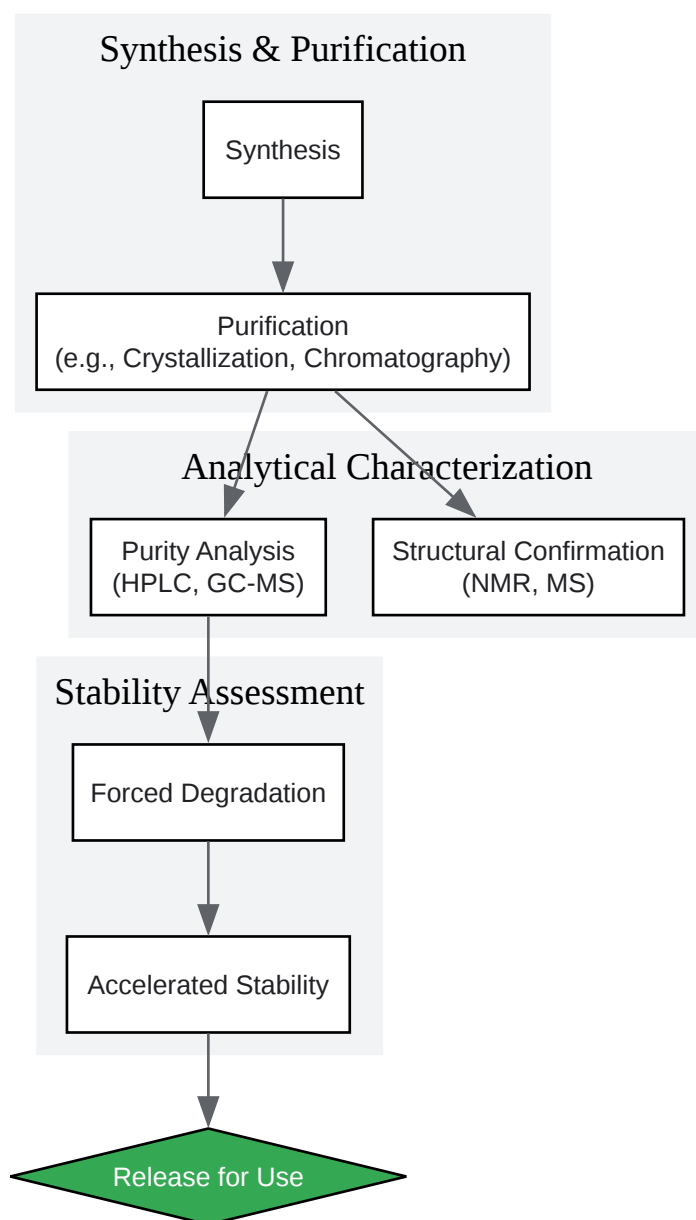 Synthesis & Purification
Synthesis
Purification
(e.g., Crystallization, Chromatography)
Analytical Characterization
Purity Analysis
(HPLC, GC-MS)
Structural Confirmation
(NMR, MS)
Stability Assessment
Forced Degradation
Accelerated Stability
Release for Use